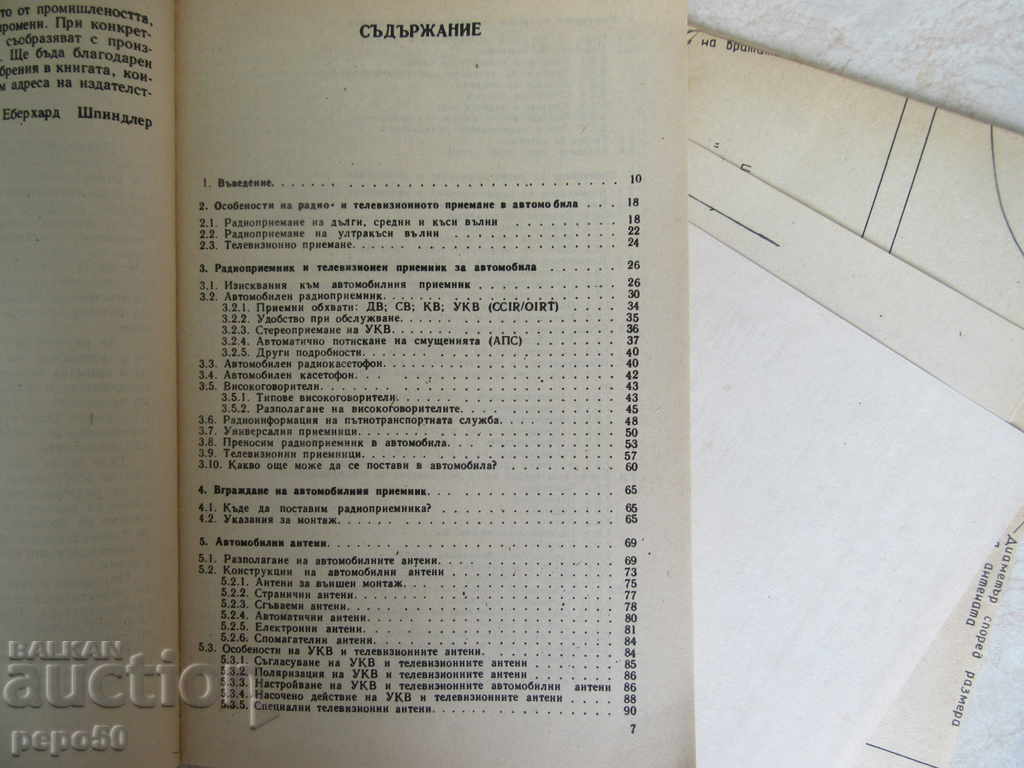 то от промишлеността,
промени. При конкрет-
съобразяват с произ-
. Ще бъда благодарен
брения в книгата, кои-
м адреса на издателст-
Еберхард Шпиндлер
СЪДЪРЖАНИЕ
1. Въведение. 10
2. Особености на радио- и телевизионното приемане в автомобила 18
2.1. Радиоприемане на дълги, средни и къси вълни 18
2.2. Радиоприемане на ултракъси вълни 22
2.3. Телевизионно приемане. 24
3. Радиоприемник и телевизионен приемник за автомобила 26
3.1. Изисквания към автомобилния приемник 26
3.2. Автомобилен радиоприемник. 30
3.2.1. Приемни обхвати: ДВ; СВ; КВ; УКВ (CCIR/OIRT) 34
3.2.2. Удобство при обслужване. 35
3.2.3. Стереоприемане на УКВ. 36
3.2.4. Автоматично потискане на смущенията (АПС) 37
3.2.5. Други подробности. 40
3.3. Автомобилен радиокасетофон. 40
3.4. Автомобилен касетофон. 42
3.5. Високоговорители. 43
3.5.1. Типове високоговорители. 43
3.5.2. Разполагане на високоговорителите. 45
3.6. Радиоинформация на пътнотранспортната служба. 48
3.7. Универсални приемници. 50
3.8. Преносим радиоприемник в автомобила. 53
3.9. Телевизионни приемници. 57
3.10. Какво още може да се постави в автомобила? 60
4. Вграждане на автомобилния приемник. 65
4.1. Къде да поставим радиоприемника? 65
4.2. Указания за монтаж. 65
5. Автомобилни антени. 69
5.1. Разполагане на автомобилните антени. 69
5.2. Конструкции на автомобилни антени 73
5.2.1. Антени за външен монтаж. 75
5.2.2. Странични антени. 77
5.2.3. Сгъваеми антени. 78
5.2.4. Автоматични антени. 80
5.2.5. Електронни антени. 81
5.2.6. Спомагателни антени. 84
5.3. Особености на УКВ и телевизионните антени. 84
5.3.1. Съгласуване на УКВ и телевизионните антени 85
5.3.2. Поляризация на УКВ и телевизионните антени 86
5.3.3. Настройване на УКВ и телевизионните автомобилни антени 86
5.3.4. Насочено действие на УКВ и телевизионните антени 88
5.3.5. Специални телевизионни антени. 90
7
на вратата
Диаметър според размера
антената
BALKAN
auction
pepo50